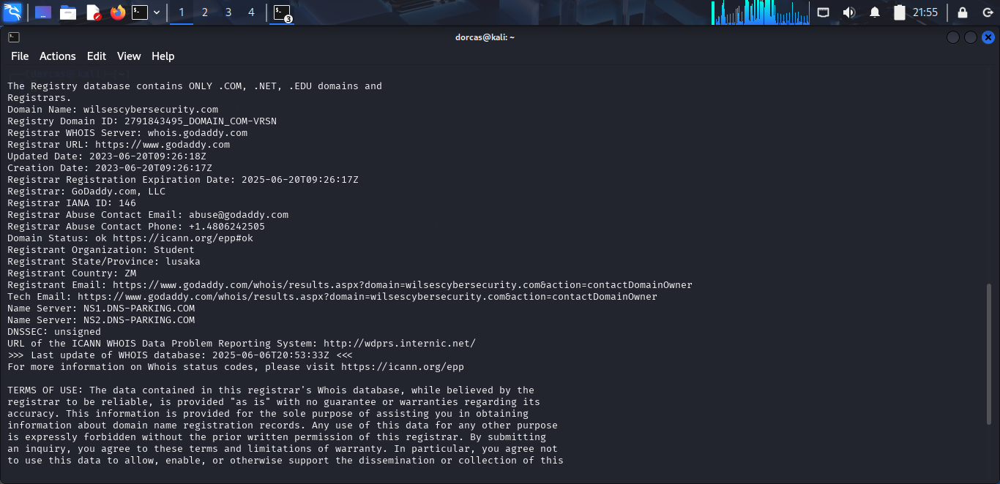 1 2 3 4
3
21:55
dorcas@kali: ~
File Actions Edit View Help
The Registry database contains ONLY .COM, .NET, .EDU domains and
Registrars.
Domain Name: wilsescybersecurity.com
Registry Domain ID: 2791843495_DOMAIN_COM-VRSN
Registrar WHOIS Server: whois.godaddy.com
Registrar URL: https://www.godaddy.com
Updated Date: 2023-06-20T09:26:18Z
Creation Date: 2023-06-20T09:26:17Z
Registrar Registration Expiration Date: 2025-06-20T09:26:17Z
Registrar: GoDaddy.com, LLC
Registrar IANA ID: 146
Registrar Abuse Contact Email: abuse@godaddy.com
Registrar Abuse Contact Phone: +1.4806242505
Domain Status: ok https://icann.org/epp#ok
Registrant Organization: Student
Registrant State/Province: lusaka
Registrant Country: ZM
Registrant Email: https://www.godaddy.com/whois/results.aspx?domain=wilsescybersecurity.com&action=contactDomainOwner
Tech Email: https://www.godaddy.com/whois/results.aspx?domain=wilsescybersecurity.com&action=contactDomainOwner
Name Server: NS1.DNS-PARKING.COM
Name Server: NS2.DNS-PARKING.COM
DNSSEC: unsigned
URL of the ICANN WHOIS Data Problem Reporting System: http://wdprs.internic.net/
>>> Last update of WHOIS database: 2025-06-06T20:53:33Z <<<
For more information on Whois status codes, please visit https://icann.org/epp
TERMS OF USE: The data contained in this registrar's Whois database, while believed by the
registrar to be reliable, is provided "as is" with no guarantee or warranties regarding its
accuracy. This information is provided for the sole purpose of assisting you in obtaining
information about domain name registration records. Any use of this data for any other purpose
is expressly forbidden without the prior written permission of this registrar. By submitting
an inquiry, you agree to these terms and limitations of warranty. In particular, you agree not
to use this data to allow, enable, or otherwise support the dissemination or collection of this